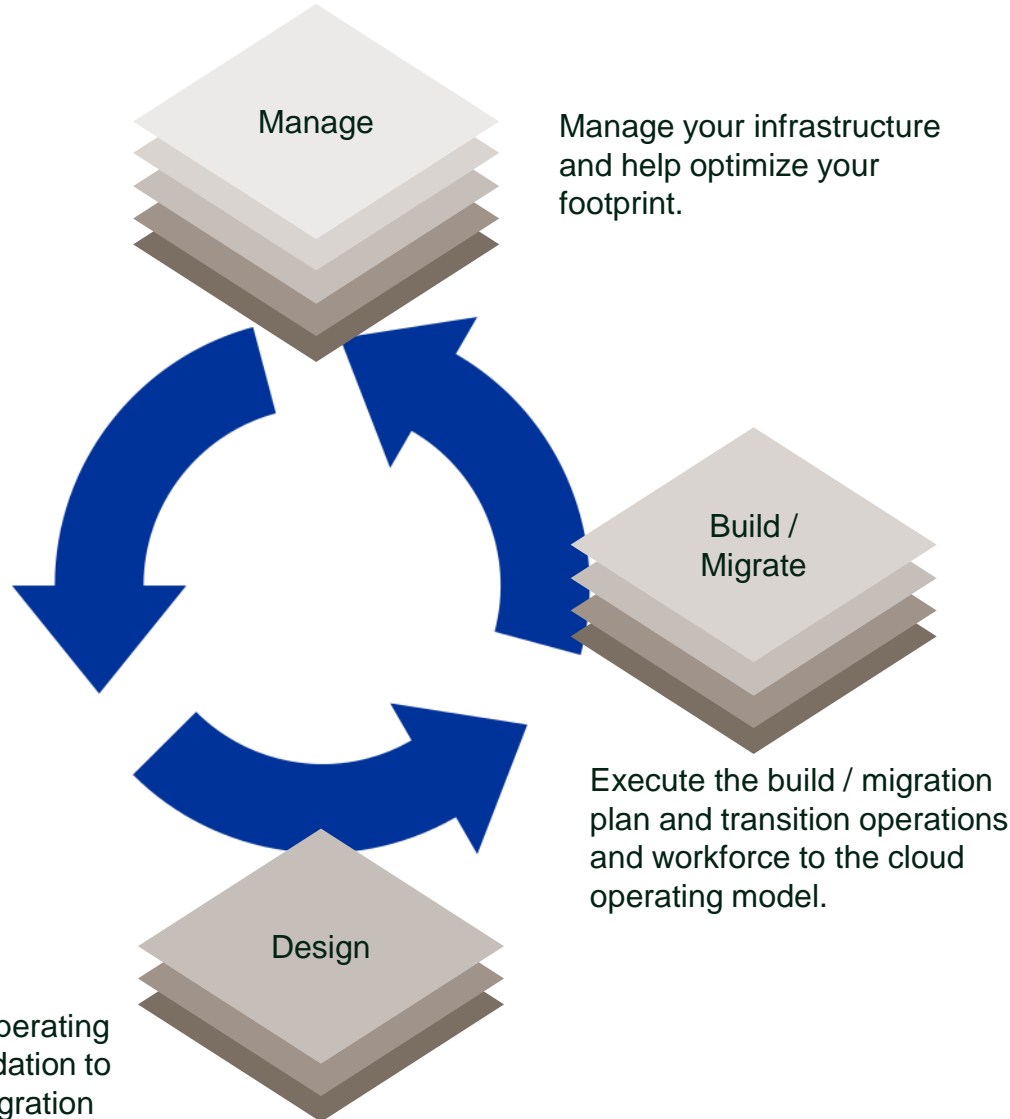 Manage
Manage your infrastructure
and help optimize your
footprint.
Build /
Migrate
Execute the build / migration
plan and transition operations
and workforce to the cloud
operating model.
Design
to